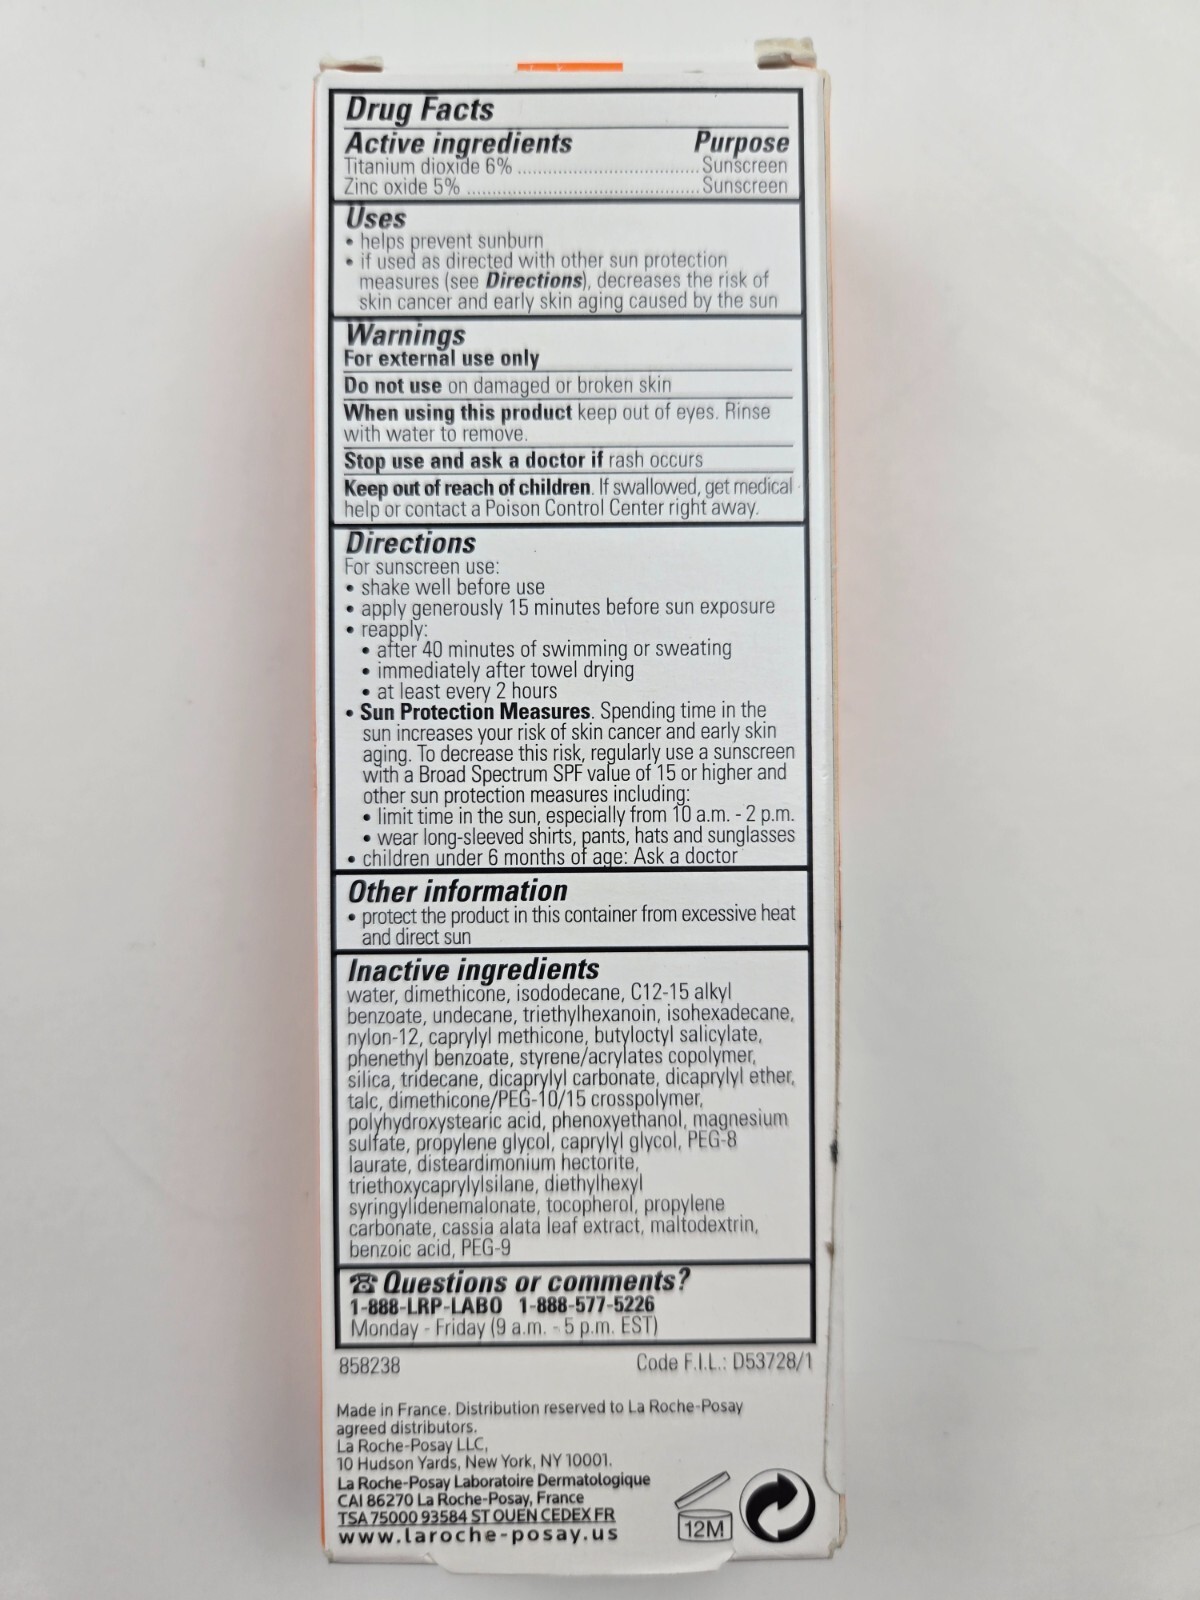 Drug Facts
Active ingredients Purpose
Titanium dioxide 6% .................................. Sunscreen
Zinc oxide 5% ........................................... Sunscreen
Uses
• helps prevent sunburn
• if used as directed with other sun protection
measures (see Directions), decreases the risk of
skin cancer and early skin aging caused by the sun
Warnings
For external use only
Do not use on damaged or broken skin
When using this product keep out of eyes. Rinse
with water to remove.
Stop use and ask a doctor if rash occurs
Keep out of reach of children. If swallowed, get medical
help or contact a Poison Control Center right away.
Directions
For sunscreen use:
• shake well before use
• apply generously 15 minutes before sun exposure
• reapply:
• after 40 minutes of swimming or sweating
• immediately after towel drying
• at least every 2 hours
• Sun Protection Measures. Spending time in the
sun increases your risk of skin cancer and early skin
aging. To decrease this risk, regularly use a sunscreen
with a Broad Spectrum SPF value of 15 or higher and
other sun protection measures including:
• limit time in the sun, especially from 10 a.m. - 2 p.m.
• wear long-sleeved shirts, pants, hats and sunglasses
• children under 6 months of age: Ask a doctor
Other information
• protect the product in this container from excessive heat
and direct sun
Inactive ingredients
water, dimethicone, isododecane, C12-15 alkyl
benzoate, undecane, triethylhexanoin, isohexadecane,
nylon-12, caprylyl methicone, butyloctyl salicylate,
phenethyl benzoate, styrene/acrylates copolymer,
silica, tridecane, dicaprylyl carbonate, dicaprylyl ether,
talc, dimethicone/PEG-10/15 crosspolymer,
polyhydroxystearic acid, phenoxyethanol, magnesium
sulfate, propylene glycol, caprylyl glycol, PEG-8
laurate, disteardimonium hectorite,
triethoxycaprylylsilane, diethylhexyl
syringylidenemalonate, tocopherol, propylene
carbonate, cassia alata leaf extract, maltodextrin,
benzoic acid, PEG-9
☎ Questions or comments?
1-888-LRP-LABO 1-888-577-5226
Monday - Friday (9 a.m. - 5 p.m. EST)
858238 Code F.I.L.: D53728/1
Made in France. Distribution reserved to La Roche-Posay
agreed distributors.
La Roche-Posay LLC,
10 Hudson Yards, New York, NY 10001.
La Roche-Posay Laboratoire Dermatologique
CAI 86270 La Roche-Posay, France
TSA 75000 93584 ST OUEN CEDEX FR
www.laroche-posay.us
12M